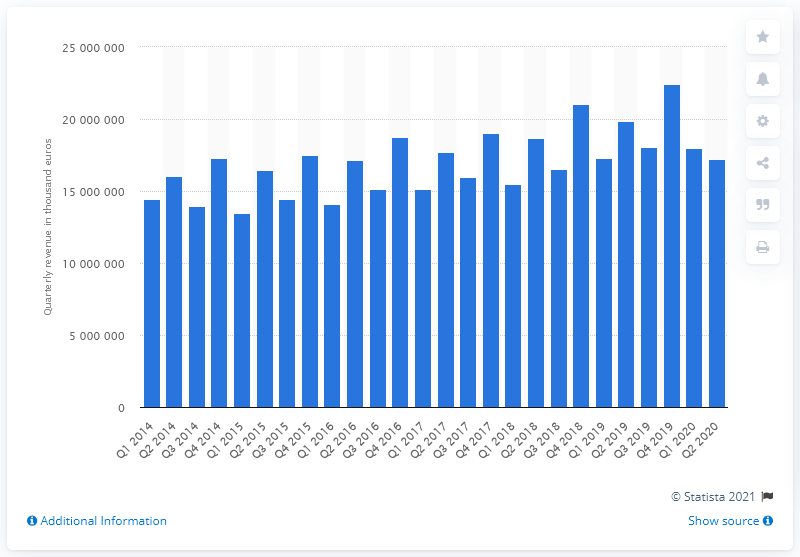 25 000 000
20 000 000
15 000 000
10 000 000
5 000 000
0
Quarterly revenue in thousand euros
Q1 2014
Q2 2014
Q3 2014
Q4 2014
Q1 2015
Q2 2015
Q3 2015
Q4 2015
Q1 2016
Q2 2016
Q3 2016
Q4 2016
Q1 2017
Q2 2017
Q3 2017
Q4 2017
Q1 2018
Q2 2018
Q3 2018
Q4 2018
Q1 2019
Q2 2019
Q3 2019
Q4 2019
Q1 2020
Q2 2020
© Statista 2021
Additional Information
Show source